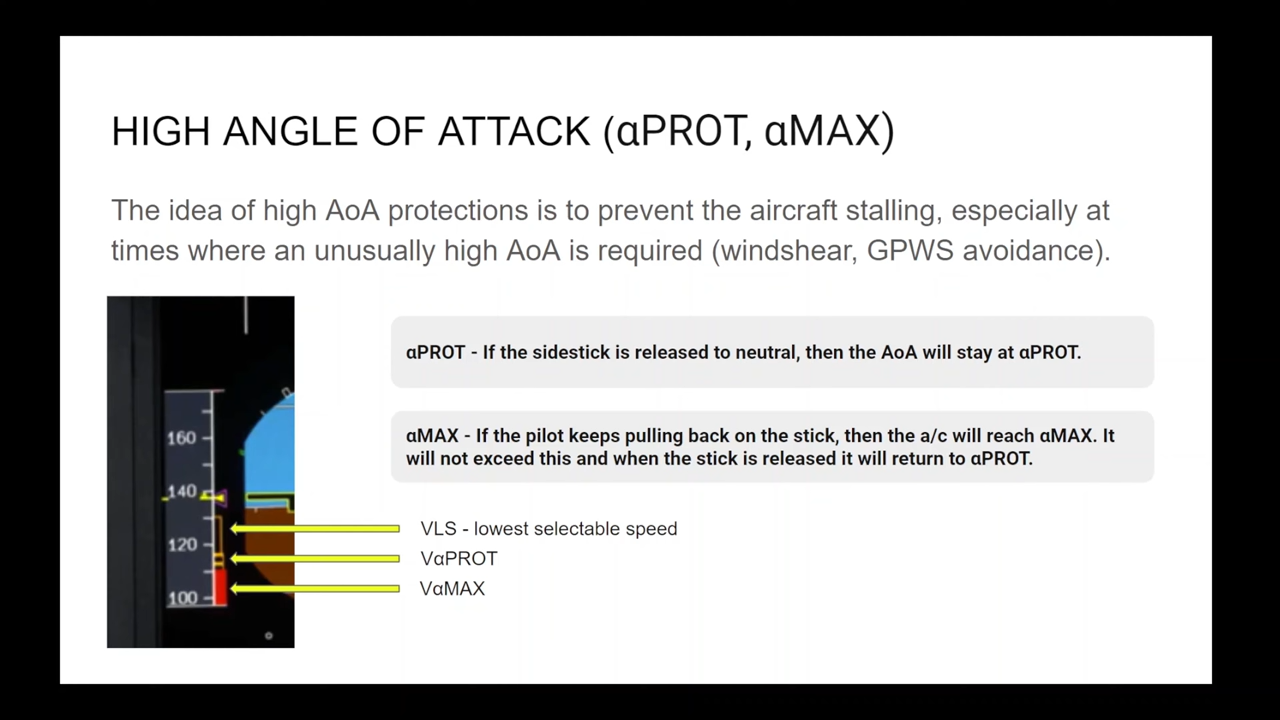 HIGH ANGLE OF ATTACK (αPROT, αMAX)
The idea of high AoA protections is to prevent the aircraft stalling, especially at
times where an unusually high AoA is required (windshear, GPWS avoidance).
αPROT - If the sidestick is released to neutral, then the AoA will stay at αPROT.
αMAX - If the pilot keeps pulling back on the stick, then the a/c will reach αMAX. It
will not exceed this and when the stick is released it will return to αPROT.
160
140
120
100
VLS - lowest selectable speed
VαPROT
VαMAX